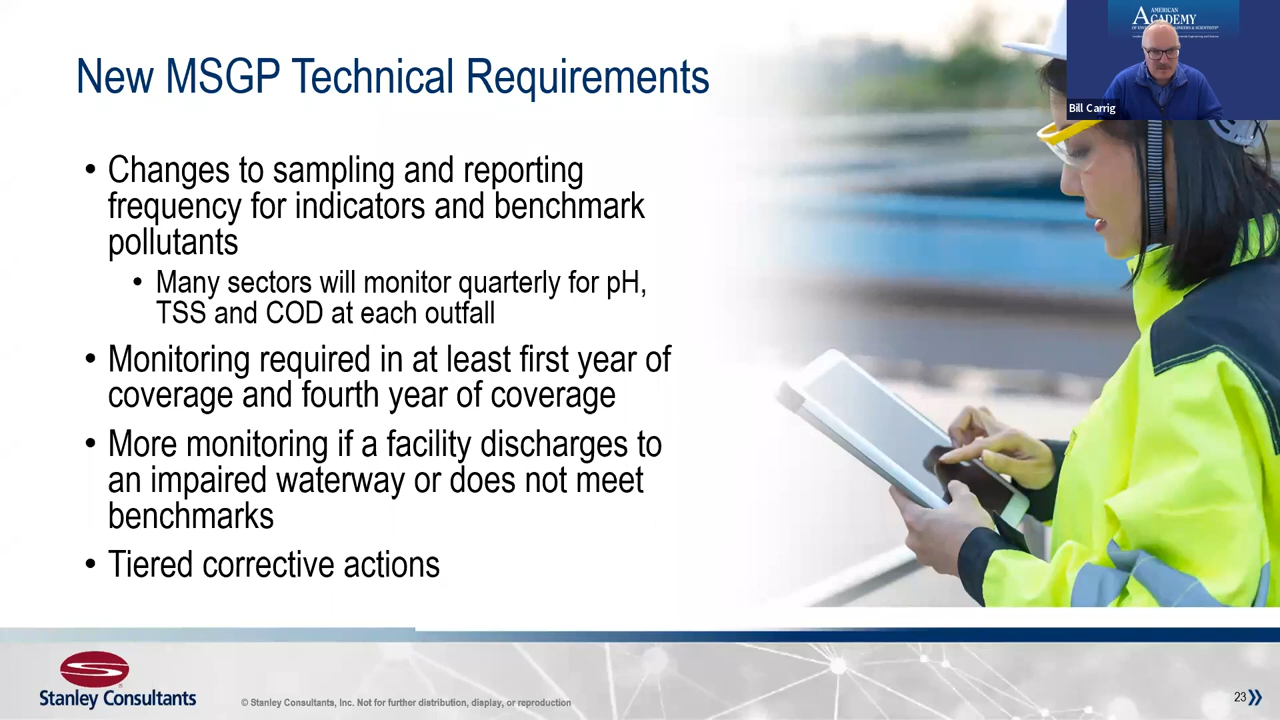 New MSGP Technical Requirements
• Changes to sampling and reporting
frequency for indicators and benchmark
pollutants
• Many sectors will monitor quarterly for pH,
TSS and COD at each outfall
• Monitoring required in at least first year of
coverage and fourth year of coverage
• More monitoring if a facility discharges to
an impaired waterway or does not meet
benchmarks
• Tiered corrective actions
AMERICAN
ACADEMY
Bill Carrig
Stanley Consultants
© Stanley Consultants, Inc. Not for further distribution, display, or reproduction
23